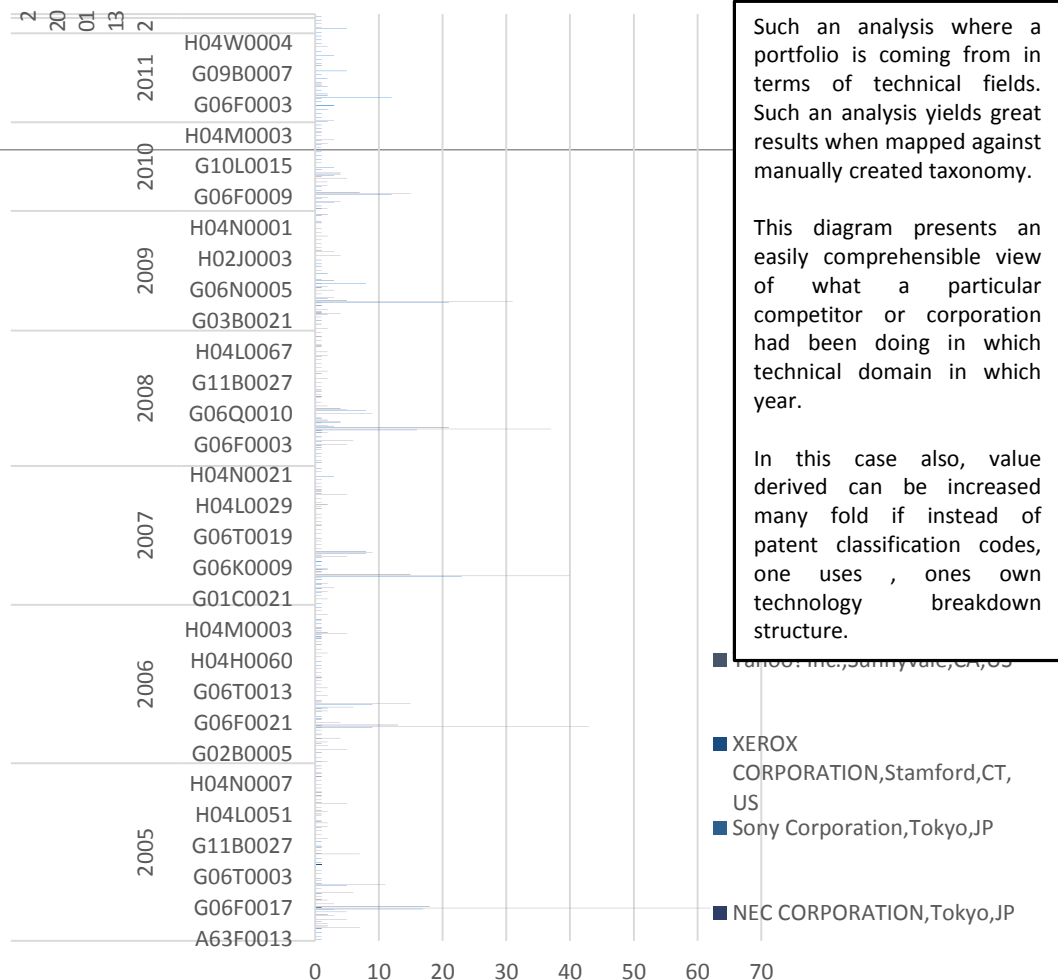 2
20
01
13
2
H04W0004
G09B0007
G06F0003
2011
H04M0003
G10L0015
G06F0009
2010
H04N0001
H02J0003
G06N0005
G03B0021
2009
H04L0067
G11B0027
G06Q0010
G06F0003
2008
H04N0021
H04L0029
G06T0019
G06K0009
G01C0021
2007
H04M0003
H04H0060
G06T0013
G06F0021
G02B0005
2006
H04N0007
H04L0051
G11B0027
G06T0003
G06F0017
A63F0013
2005
0 10 20 30 40 50 60 70
Such an analysis where a
portfolio is coming from in
terms of technical fields.
Such an analysis yields great
results when mapped against
manually created taxonomy.
This diagram presents an
easily comprehensible view
of what a particular
competitor or corporation
had been doing in which
technical domain in which
year.
In this case also, value
derived can be increased
many fold if instead of
patent classification codes,
one uses , ones own
technology breakdown
structure.
Yahoo! Inc.,Sunnyvale,CA,US
XEROX
CORPORATION,Stamford,CT,
US
Sony Corporation,Tokyo,JP
NEC CORPORATION,Tokyo,JP